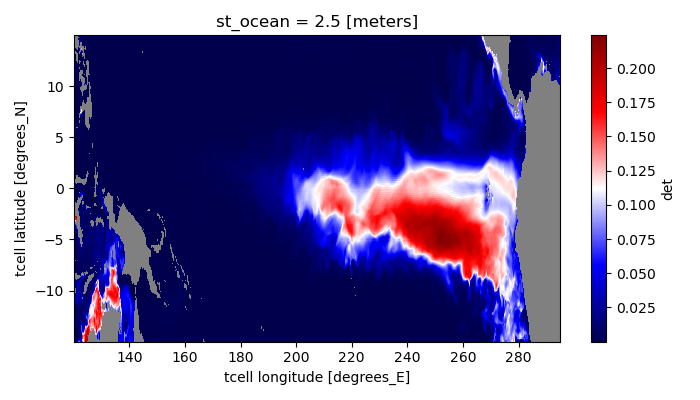 st_ocean = 2.5 [meters]
10
5
0
−5
−10
tcell latitude [degrees_N]
140 160 180 200 220 240 260 280
tcell longitude [degrees_E]
0.200
0.175
0.150
0.125
0.100
0.075
0.050
0.025
det